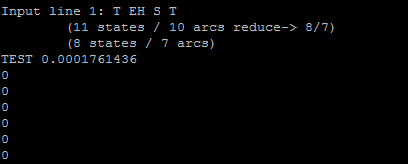 Input line 1: T EH S T
(11 states / 10 arcs reduce-> 8/7)
(8 states / 7 arcs)
TEST 0.0001761436
0
0
0
0
0
0